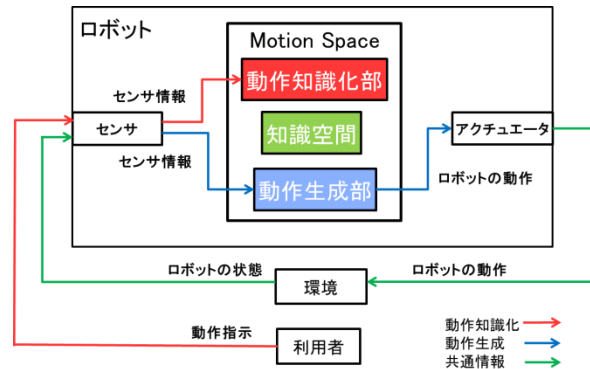 ロボット
Motion Space
動作知識化部
センサ情報
センサ
アクチュエータ
知識空間
センサ情報
動作生成部
ロボットの動作
ロボットの状態
ロボットの動作
環境
動作指示
利用者
動作知識化
動作生成
共通情報